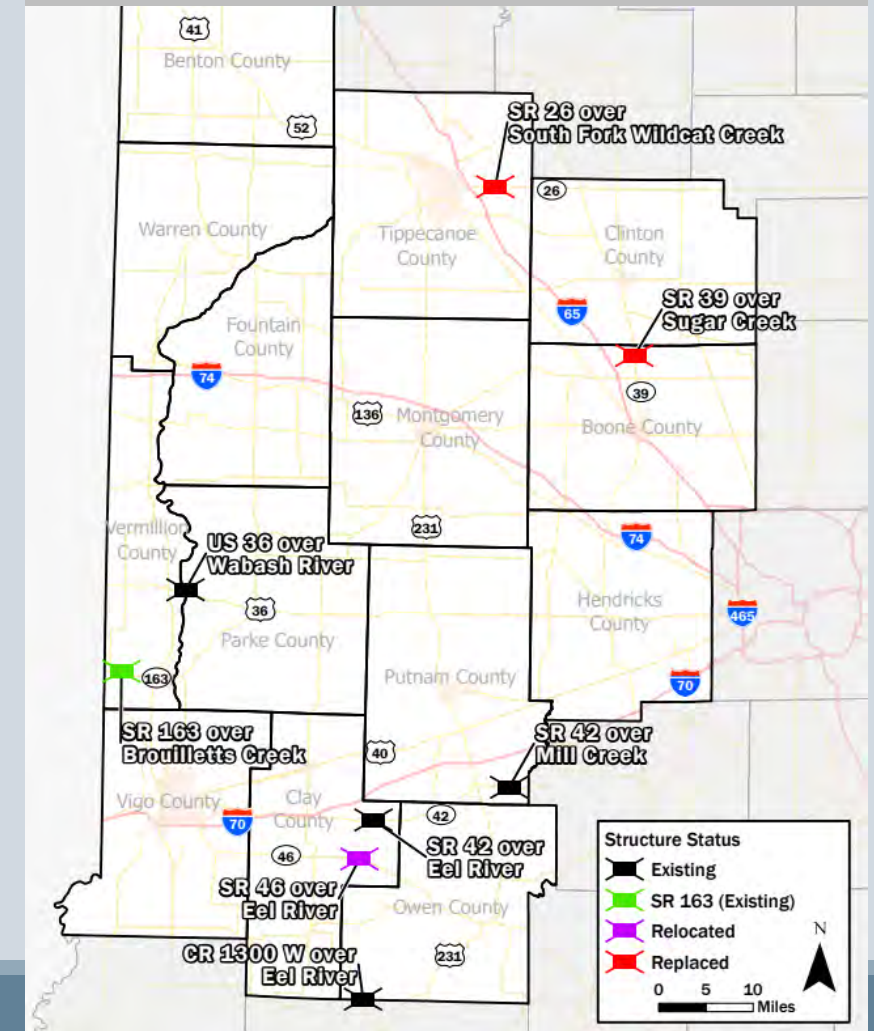 41
Benton County
52
SR 26 over
South Fork Wildcat Creek
26
Warren County
Tippecanoe
County
Clinton
County
65
SR 39 over
Sugar Creek
Fountain
County
74
39
136
Montgomery
County
Boone County
231
Vermillion
County
US 36 over
Wabash River
74
36
Parke County
Hendricks
County
465
163
Putnam County
70
SR 163 over
Brouilletts Creek
40
SR 42 over
Mill Creek
Vigo County
70
Clay
County
42
46
SR 42 over
Eel River
SR 46 over
Eel River
Owen County
CR 1300 W over
Eel River
231
Structure Status
Existing
SR 163 (Existing)
Relocated
Replaced
N
0 5 10
Miles